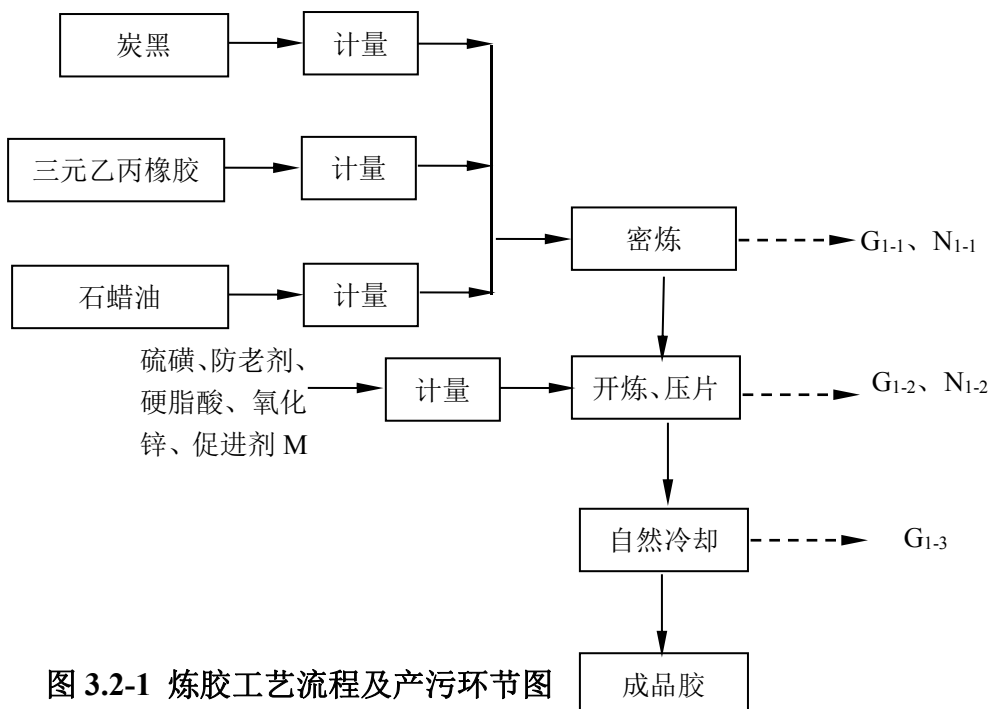 炭黑
计量
三元乙丙橡胶
计量
密炼
G1-1、N1-1
石蜡油
计量
硫磺、防老剂、
硬脂酸、氧化
锌、促进剂 M
计量
开炼、压片
G1-2、N1-2
自然冷却
G1-3
成品胶
图 3.2-1 炼胶工艺流程及产污环节图